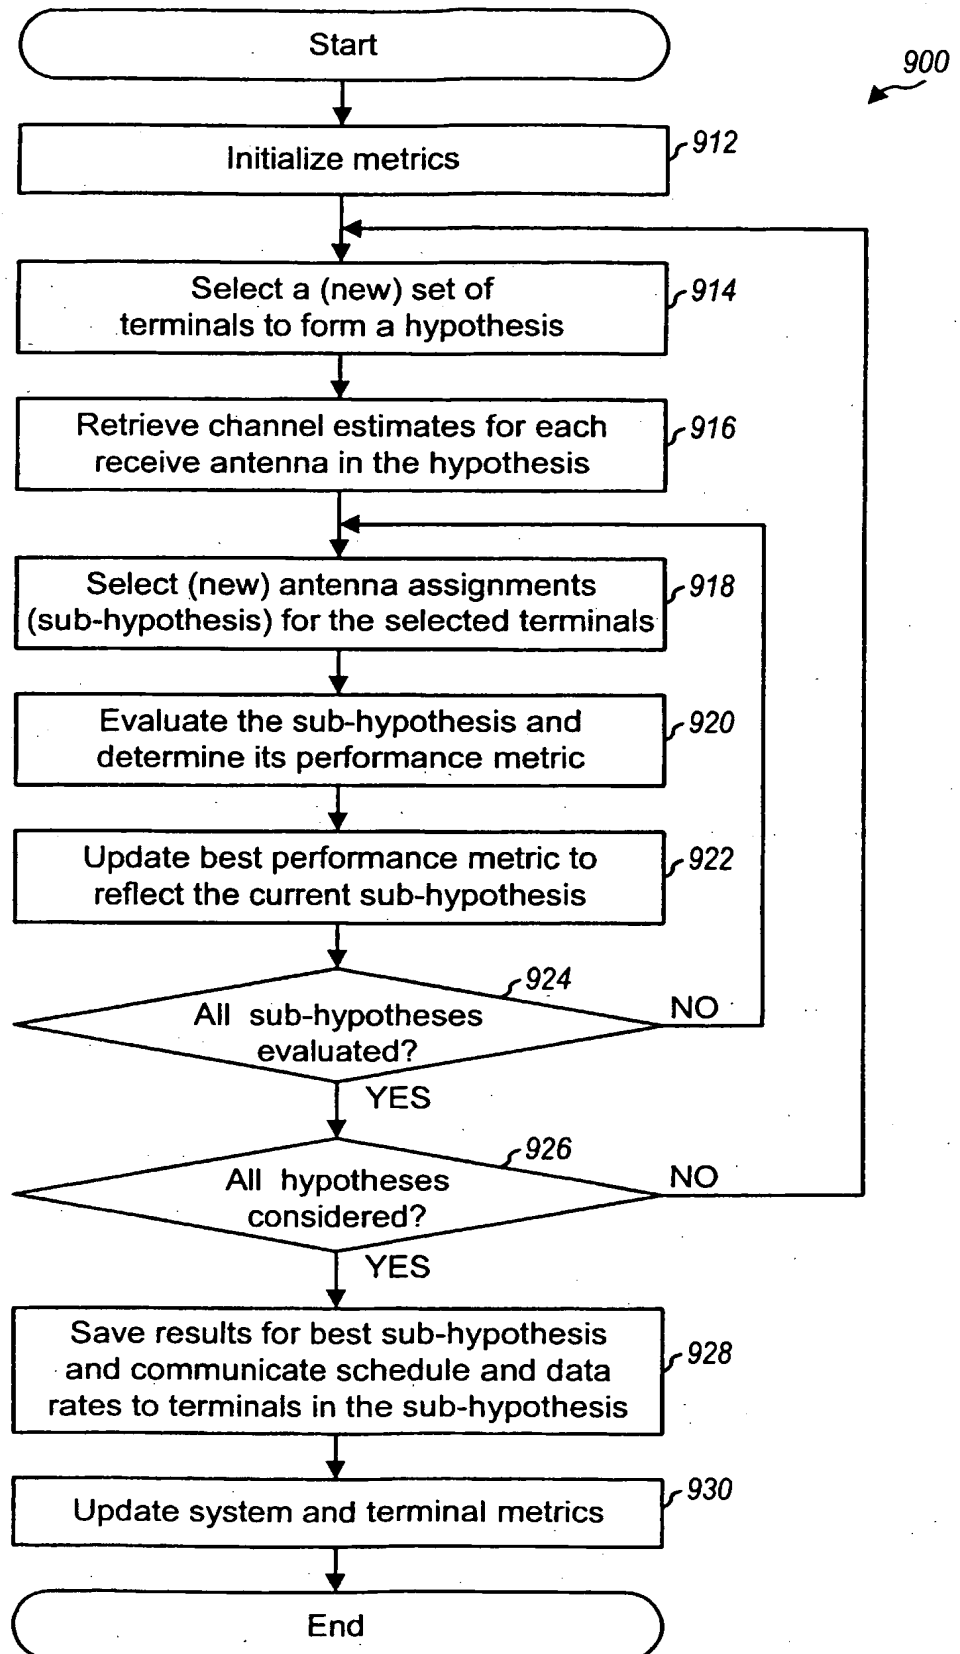 Start
900
Initialize metrics
912
Select a (new) set of
terminals to form a hypothesis
914
Retrieve channel estimates for each
receive antenna in the hypothesis
916
Select (new) antenna assignments
(sub-hypothesis) for the selected terminals
918
Evaluate the sub-hypothesis and
determine its performance metric
920
Update best performance metric to
reflect the current sub-hypothesis
922
924
All sub-hypotheses
evaluated?
NO
YES
926
All hypotheses
considered?
NO
YES
Save results for best sub-hypothesis
and communicate schedule and data
rates to terminals in the sub-hypothesis
928
Update system and terminal metrics
930
End